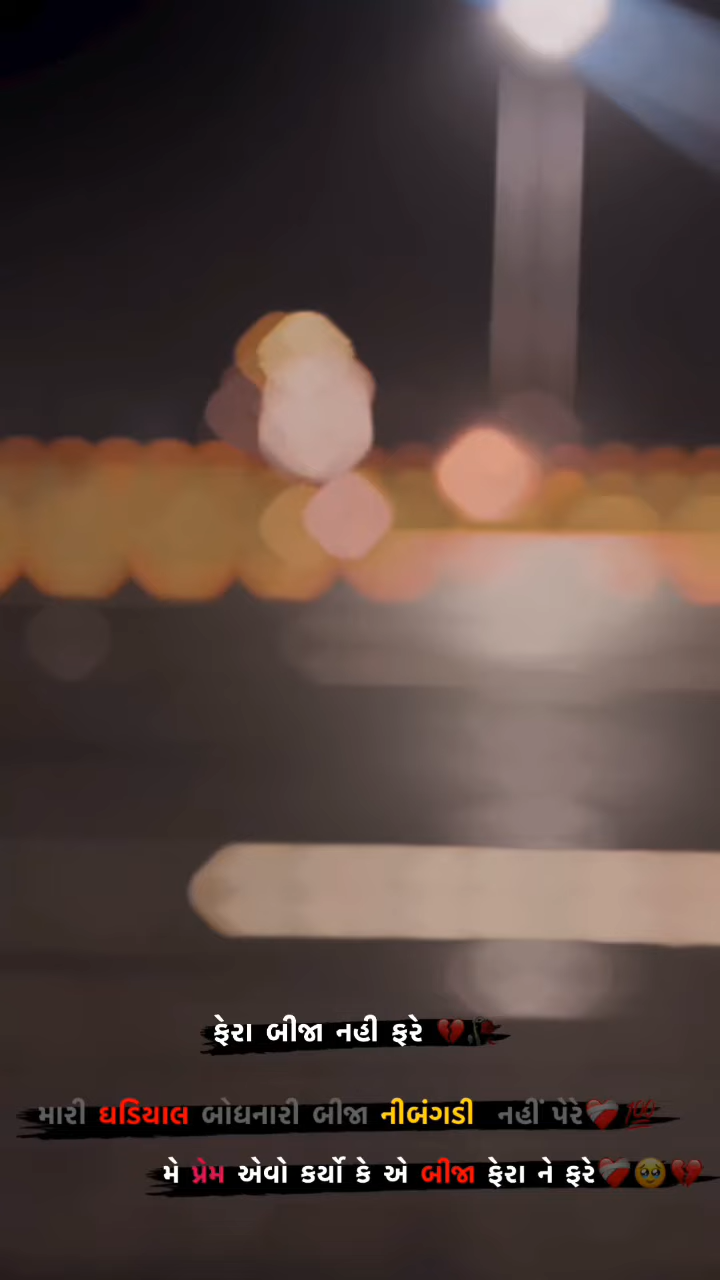 ફેરા બીજા નહી ફરે 💔🥀
મારી ઘડિયાલ બોધનારી બીજા નીબંગડી નહીં પેરે❤️‍🩹💯
મે પ્રેમ એવો કર્યો કે એ બીજા ફેરા ને ફરે❤️‍🩹🥹💔